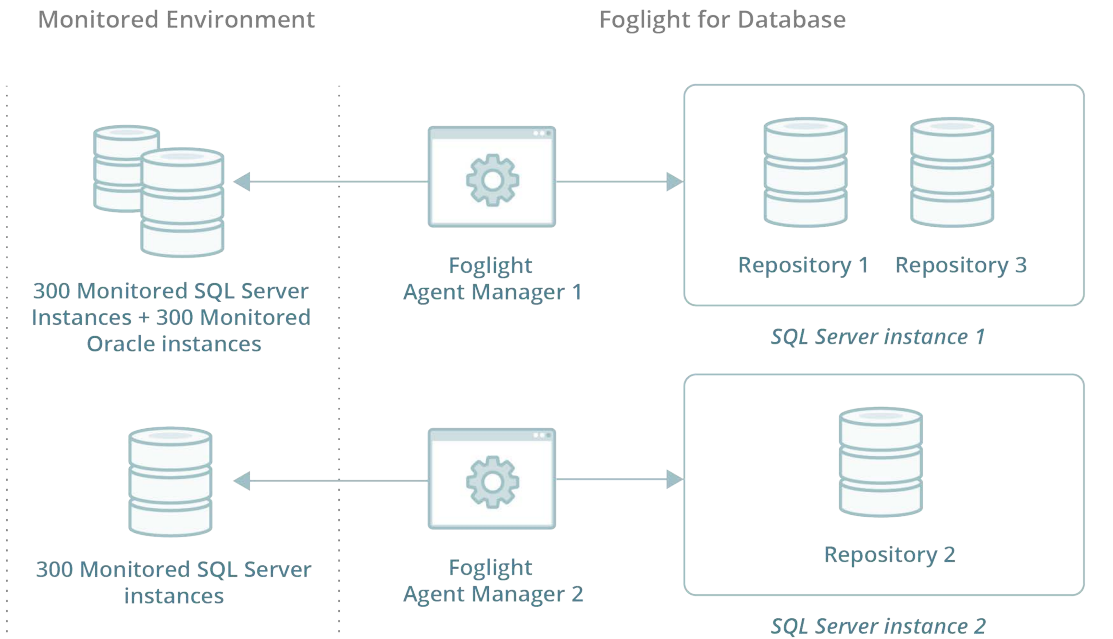 Monitored Environment
Foglight for Database
300 Monitored SQL Server
Instances + 300 Monitored
Oracle instances
Foglight
Agent Manager 1
Repository 1
Repository 3
SQL Server instance 1
300 Monitored SQL Server
instances
Foglight
Agent Manager 2
Repository 2
SQL Server instance 2